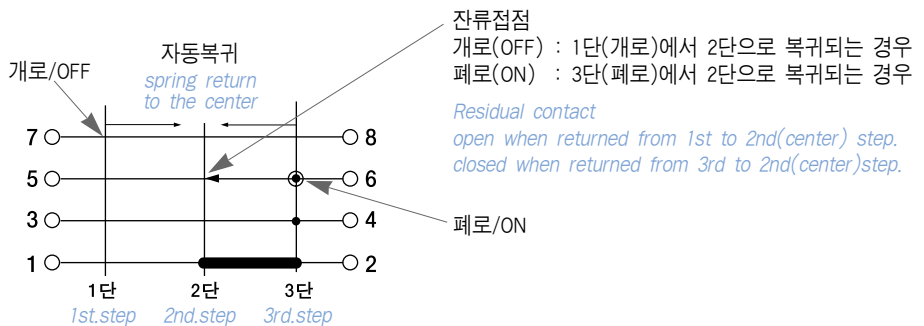 잔류접점
개로(OFF) : 1단(개로)에서 2단으로 복귀되는 경우
폐로(ON) : 3단(폐로)에서 2단으로 복귀되는 경우
Residual contact
open when returned from 1st to 2nd(center) step.
closed when returned from 3rd to 2nd(center)step.
자동복귀
spring return
to the center
개로/OFF
7 8
5 6
3 4
폐로/ON
1 2
1단 2단 3단
1st.step 2nd.step 3rd.step